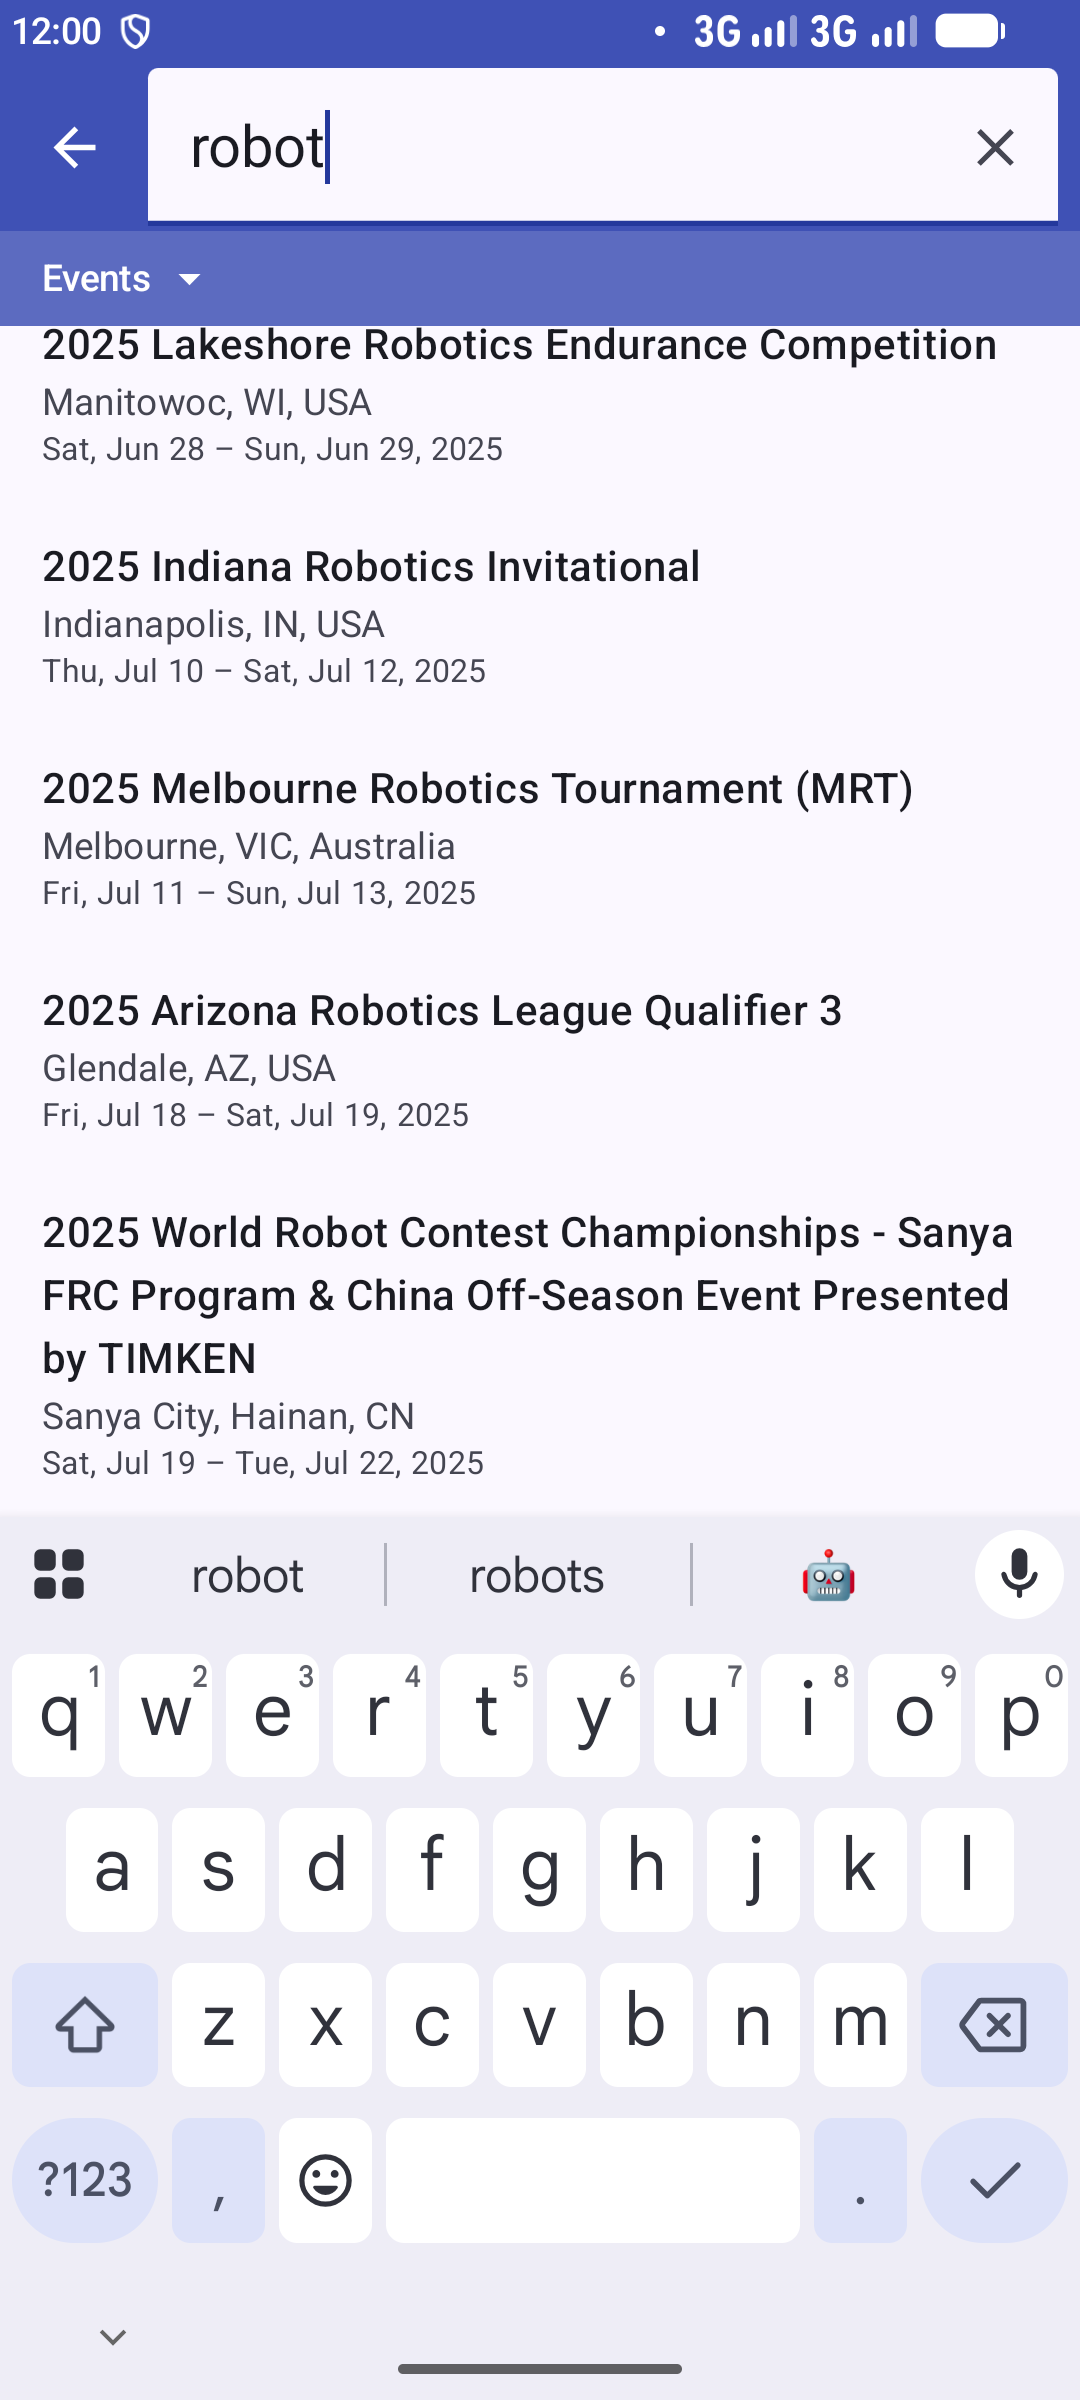 12:00
3G 3G
robot
Events
2025 Lakeshore Robotics Endurance Competition
Manitowoc, WI, USA
Sat, Jun 28 – Sun, Jun 29, 2025
2025 Indiana Robotics Invitational
Indianapolis, IN, USA
Thu, Jul 10 – Sat, Jul 12, 2025
2025 Melbourne Robotics Tournament (MRT)
Melbourne, VIC, Australia
Fri, Jul 11 – Sun, Jul 13, 2025
2025 Arizona Robotics League Qualifier 3
Glendale, AZ, USA
Fri, Jul 18 – Sat, Jul 19, 2025
2025 World Robot Contest Championships - Sanya
FRC Program & China Off-Season Event Presented
by TIMKEN
Sanya City, Hainan, CN
Sat, Jul 19 – Tue, Jul 22, 2025
robot robots 🤖
q 1 w 2 e 3 r 4 t 5 y 6 u 7 i 8 o 9 p 0
a s d f g h j k l
z x c v b n m
?123 , .